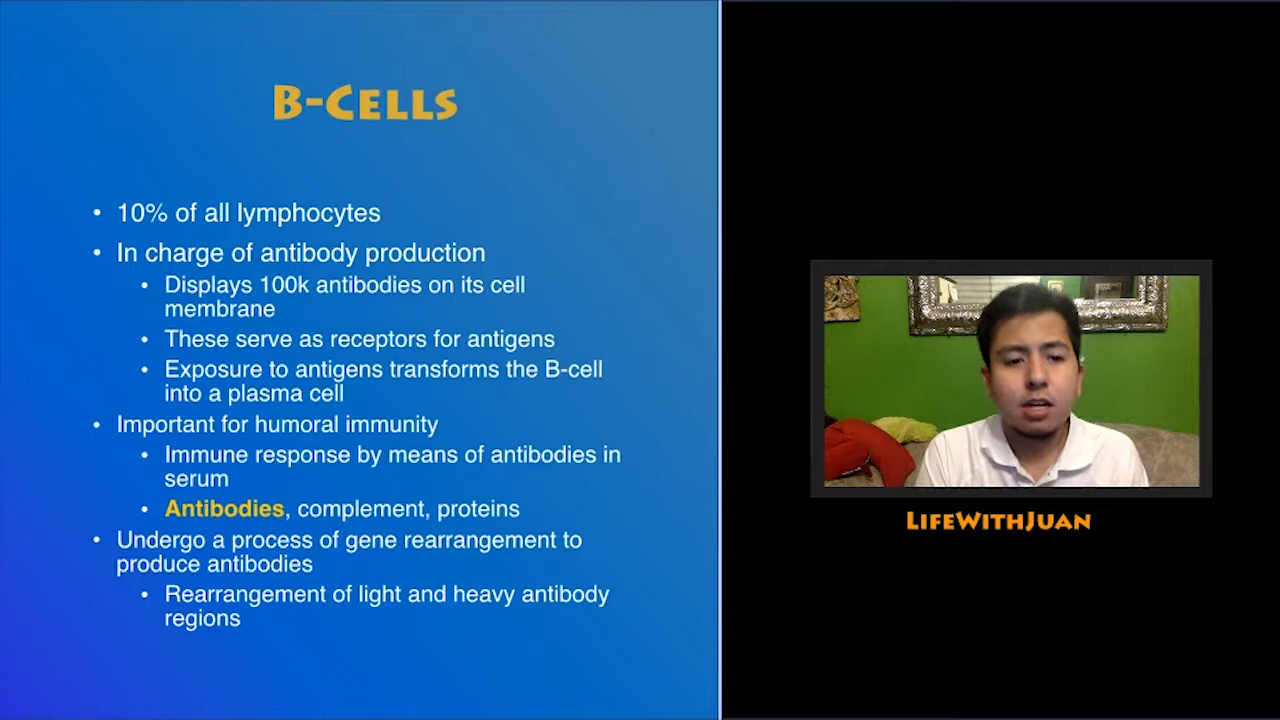 B-Cells
• 10% of all lymphocytes
• In charge of antibody production
• Displays 100k antibodies on its cell
membrane
• These serve as receptors for antigens
• Exposure to antigens transforms the B-cell
into a plasma cell
• Important for humoral immunity
• Immune response by means of antibodies in
serum
• Antibodies, complement, proteins
• Undergo a process of gene rearrangement to
produce antibodies
• Rearrangement of light and heavy antibody
regions
LifeWithJuan